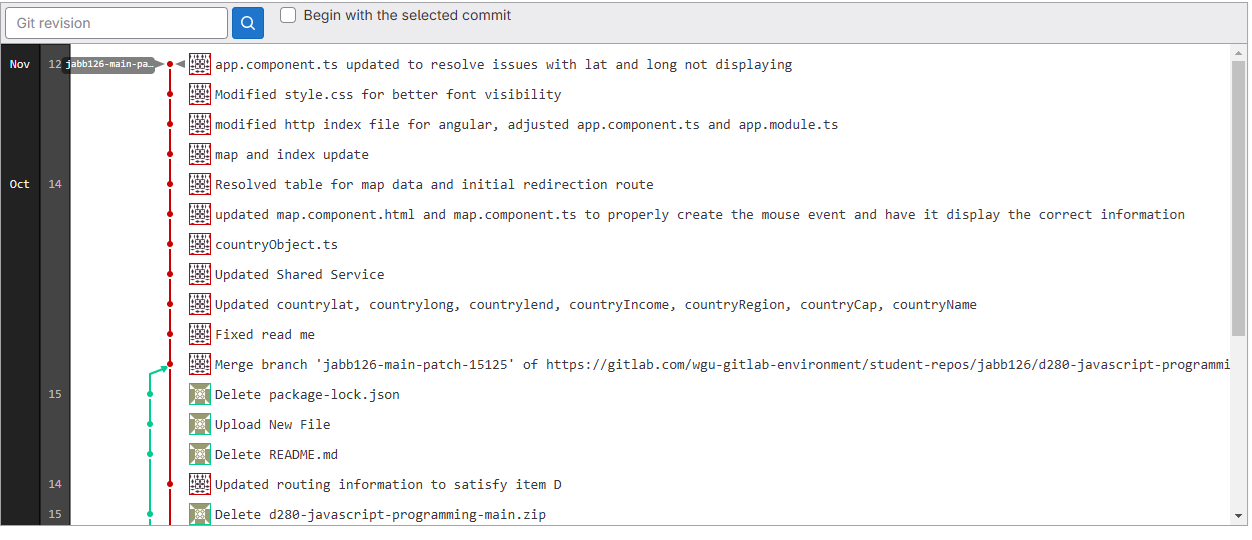 Git revision
Begin with the selected commit
Nov 12 jabb126-main-pa… app.component.ts updated to resolve issues with lat and long not displaying
Modified style.css for better font visibility
modified http index file for angular, adjusted app.component.ts and app.module.ts
map and index update
Oct 14 Resolved table for map data and initial redirection route
updated map.component.html and map.component.ts to properly create the mouse event and have it display the correct information
countryObject.ts
Updated Shared Service
Updated countrylat, countrylong, countrylend, countryIncome, countryRegion, countryCap, countryName
Fixed read me
Merge branch 'jabb126-main-patch-15125' of https://gitlab.com/wgu-gitlab-environment/student-repos/jabb126/d280-javascript-programmi
15 Delete package-lock.json
Upload New File
Delete README.md
14 Updated routing information to satisfy item D
15 Delete d280-javascript-programming-main.zip